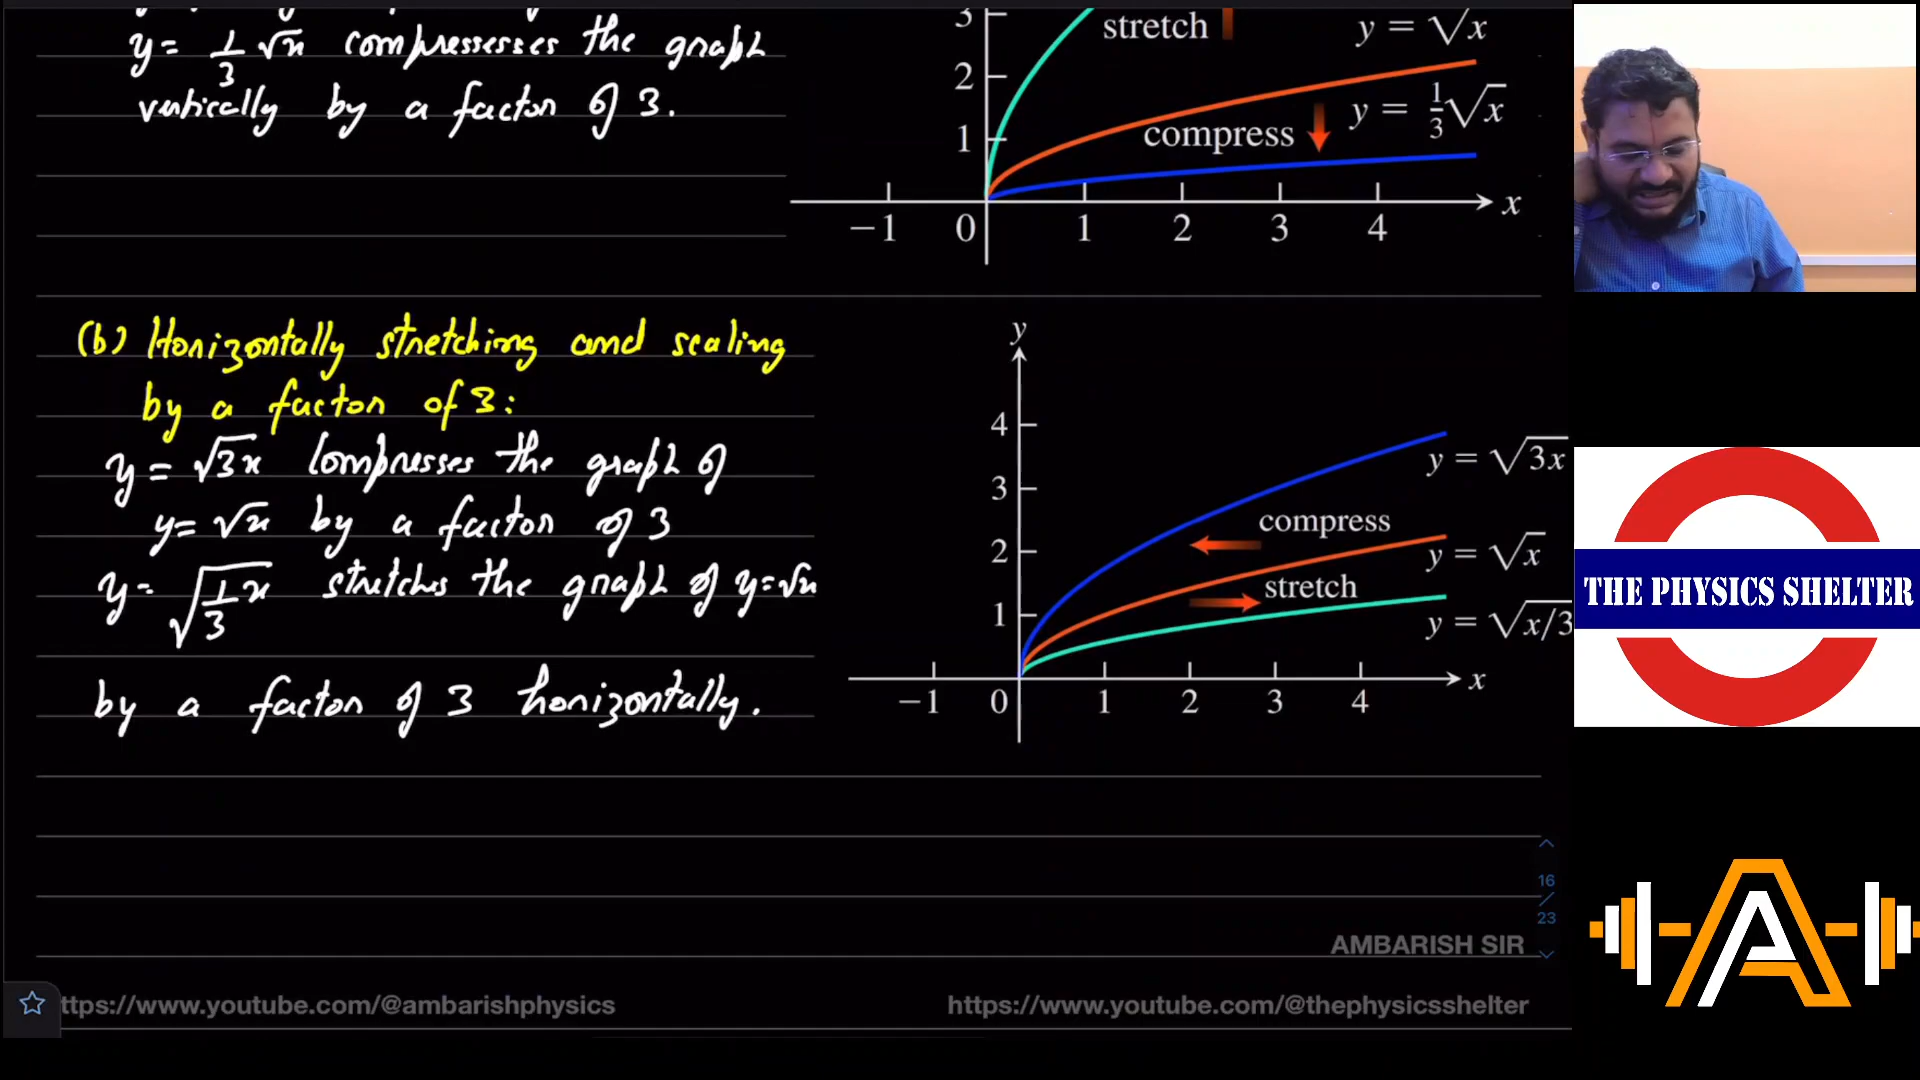 y = 1/3 √x compressesses the graph
vertically by a factor of 3.
3
stretch
y = √x
2
y = 1/3 √x
compress
1
−1 0 1 2 3 4 x
(b) Horizontally stretching and scaling
by a factor of 3:
y = √3x Compresses the graph of
y = √x by a factor of 3
y = √1/3 x stretches the graph of y = √x
by a factor of 3 horizontally.
y
4
y = √3x
3
compress
2
y = √x
stretch
1
y = √x/3
−1 0 1 2 3 4 x
THE PHYSICS SHELTER
16
/
23
AMBARISH SIR
ttps://www.youtube.com/@ambarishphysics
https://www.youtube.com/@thephysicsshelter